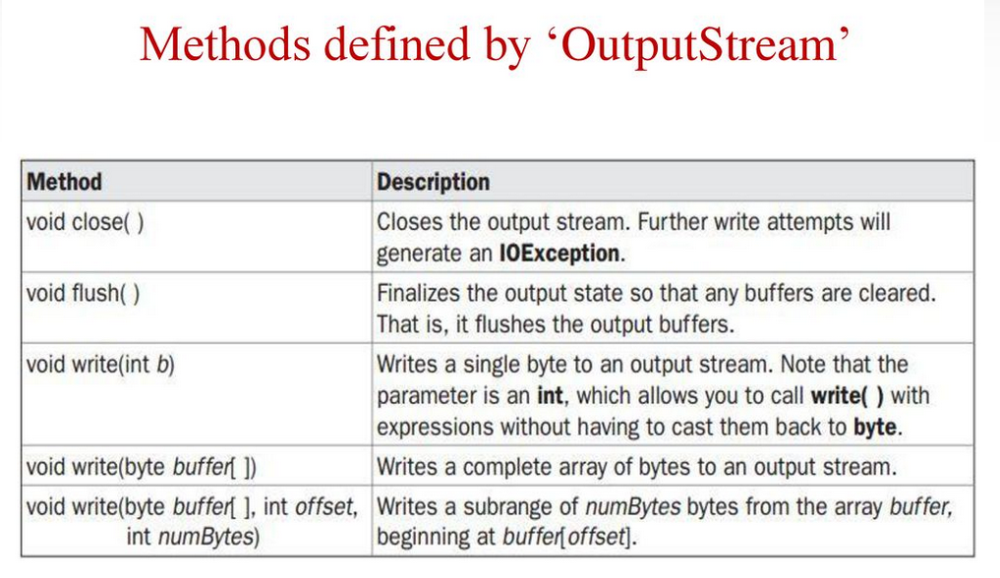 Methods defined by ‘OutputStream’
Method Description
void close( ) Closes the output stream. Further write attempts will
generate an IOException.
void flush( ) Finalizes the output state so that any buffers are cleared.
That is, it flushes the output buffers.
void write(int b) Writes a single byte to an output stream. Note that the
parameter is an int, which allows you to call write( ) with
expressions without having to cast them back to byte.
void write(byte buffer[ ]) Writes a complete array of bytes to an output stream.
void write(byte buffer[ ], int offset, Writes a subrange of numBytes bytes from the array buffer,
int numBytes) beginning at buffer[offset].